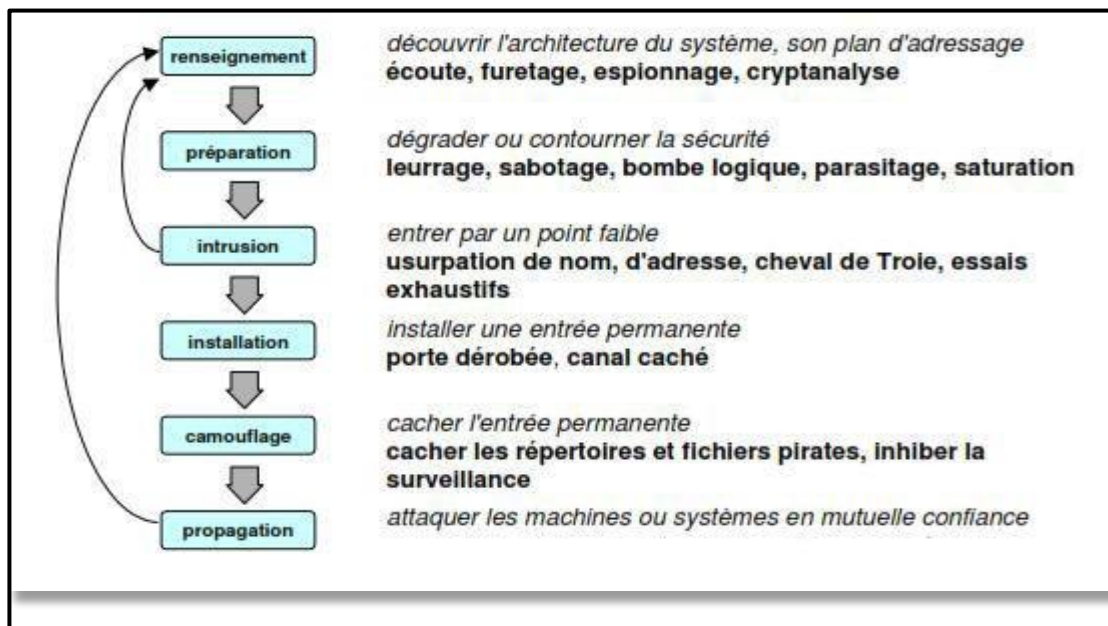 renseignement
découvrir l'architecture du système, son plan d'adressage
écoute, furetage, espionnage, cryptanalyse
préparation
dégrader ou contourner la sécurité
leurrage, sabotage, bombe logique, parasitage, saturation
intrusion
entrer par un point faible
usurpation de nom, d'adresse, cheval de Troie, essais
exhaustifs
installation
installer une entrée permanente
porte dérobée, canal caché
camouflage
cacher l'entrée permanente
cacher les répertoires et fichiers pirates, inhiber la
surveillance
propagation
attaquer les machines ou systèmes en mutuelle confiance